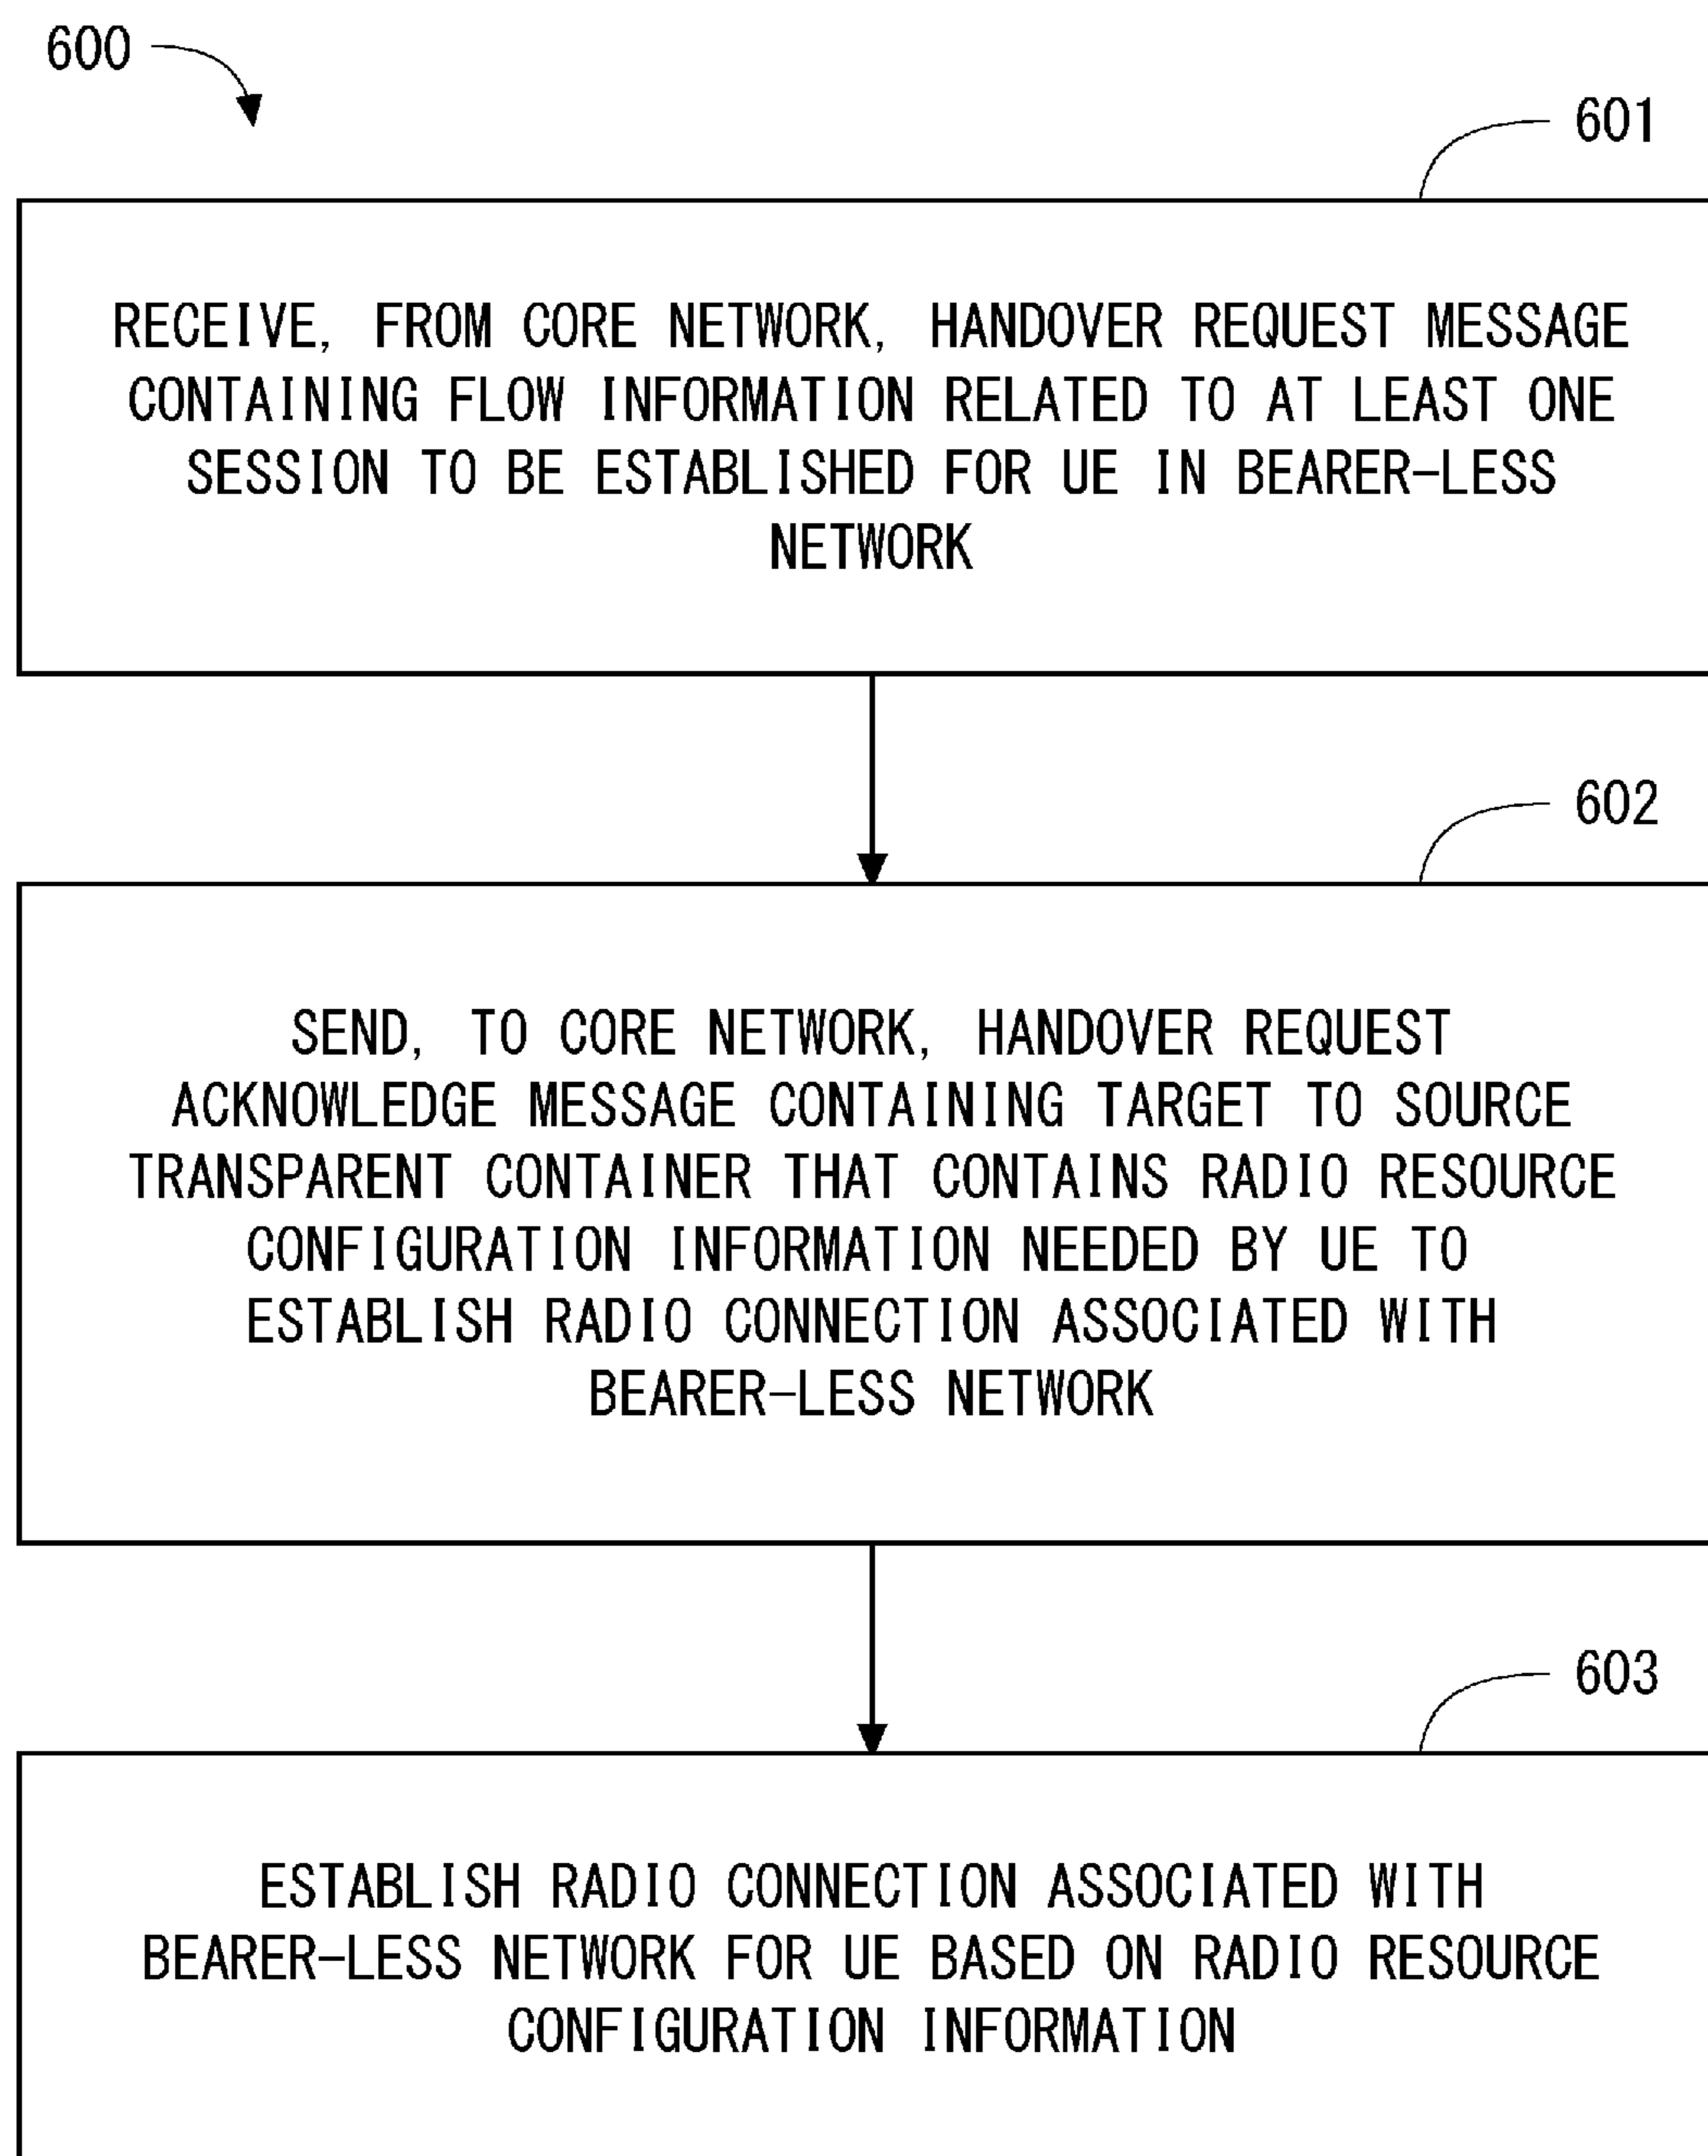 600
601
RECEIVE, FROM CORE NETWORK, HANDOVER REQUEST MESSAGE
CONTAINING FLOW INFORMATION RELATED TO AT LEAST ONE
SESSION TO BE ESTABLISHED FOR UE IN BEARER-LESS
NETWORK
602
SEND, TO CORE NETWORK, HANDOVER REQUEST
ACKNOWLEDGE MESSAGE CONTAINING TARGET TO SOURCE
TRANSPARENT CONTAINER THAT CONTAINS RADIO RESOURCE
CONFIGURATION INFORMATION NEEDED BY UE TO
ESTABLISH RADIO CONNECTION ASSOCIATED WITH
BEARER-LESS NETWORK
603
ESTABLISH RADIO CONNECTION ASSOCIATED WITH
BEARER-LESS NETWORK FOR UE BASED ON RADIO RESOURCE
CONFIGURATION INFORMATION